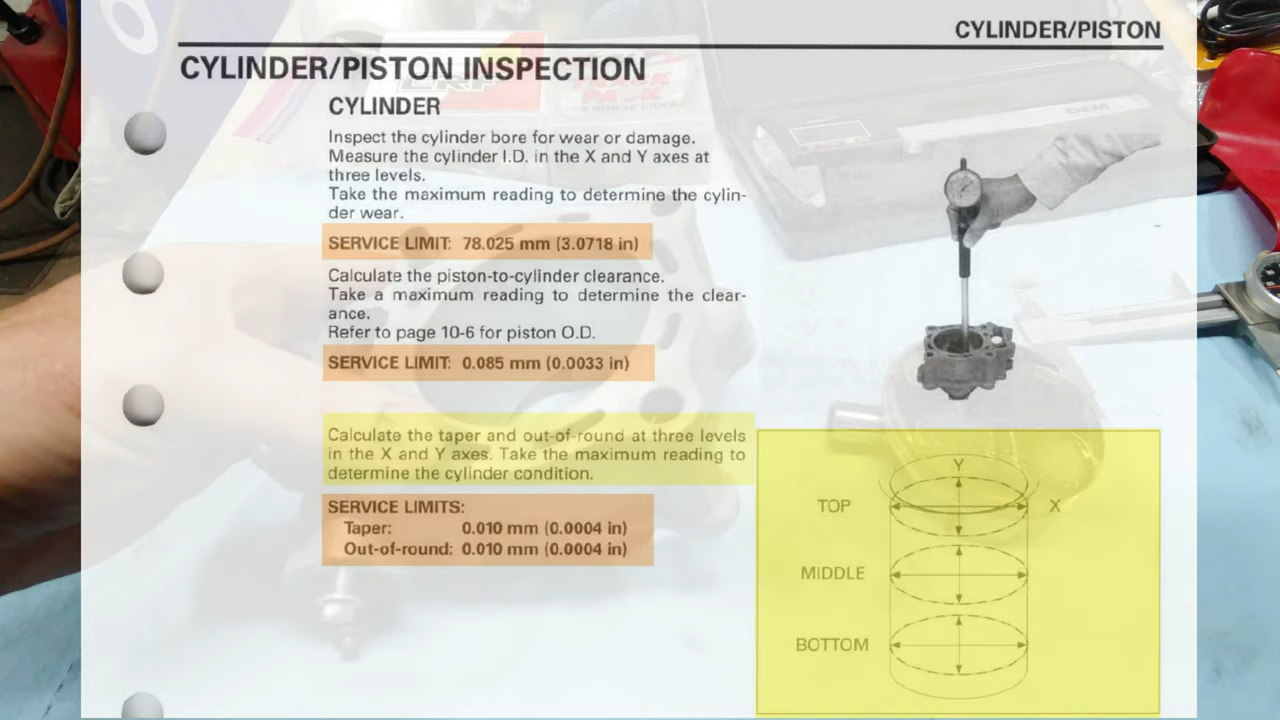 CYLINDER/PISTON
CYLINDER/PISTON INSPECTION
CYLINDER
Inspect the cylinder bore for wear or damage.
Measure the cylinder I.D. in the X and Y axes at
three levels.
Take the maximum reading to determine the cylin-
der wear.
SERVICE LIMIT: 78.025 mm (3.0718 in)
Calculate the piston-to-cylinder clearance.
Take a maximum reading to determine the clear-
ance.
Refer to page 10-6 for piston O.D.
SERVICE LIMIT: 0.085 mm (0.0033 in)
Calculate the taper and out-of-round at three levels
in the X and Y axes. Take the maximum reading to
determine the cylinder condition.
SERVICE LIMITS:
Taper: 0.010 mm (0.0004 in)
Out-of-round: 0.010 mm (0.0004 in)
Y
TOP X
MIDDLE
BOTTOM